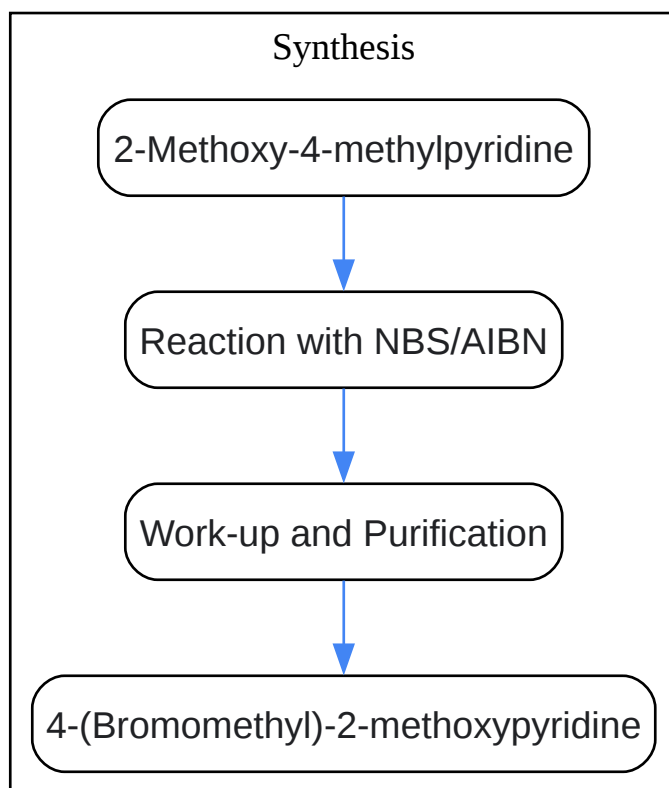 Synthesis
2-Methoxy-4-methylpyridine
Reaction with NBS/AIBN
Work-up and Purification
4-(Bromomethyl)-2-methoxypyridine